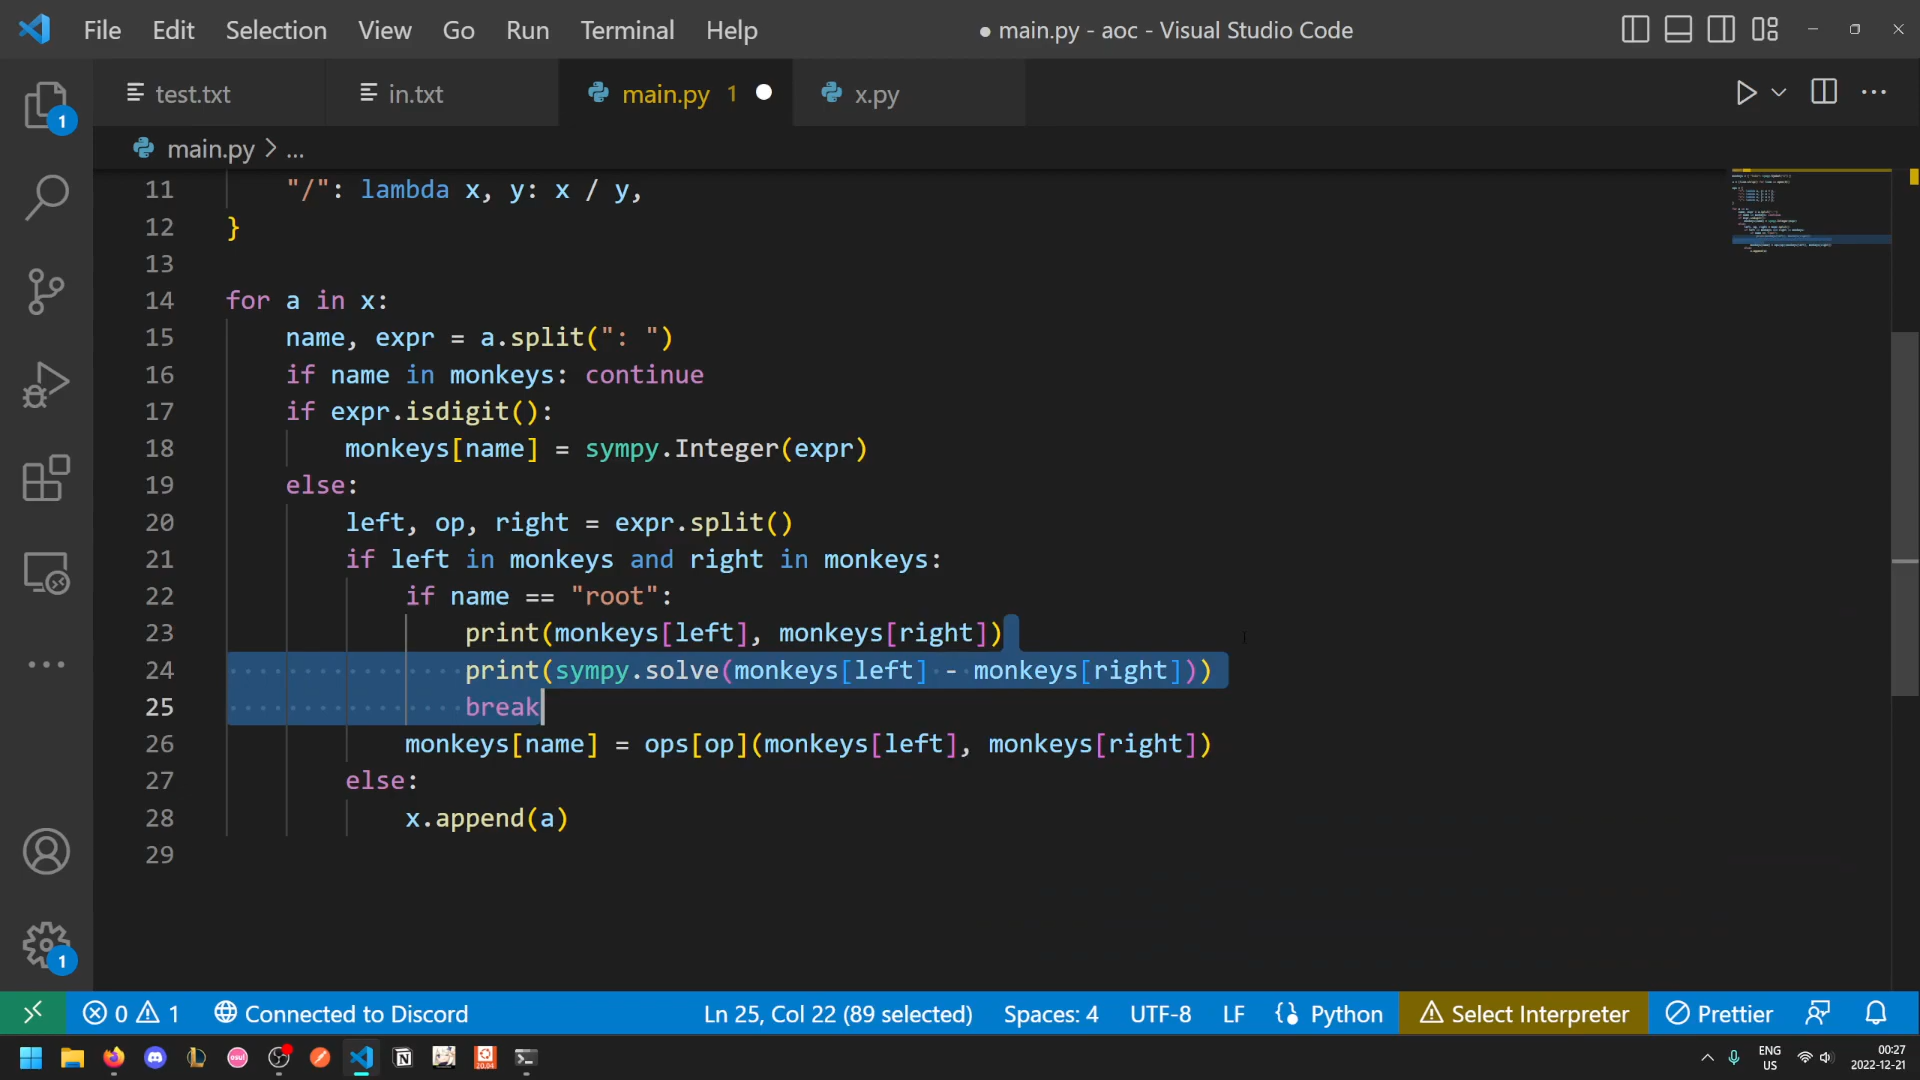 File Edit Selection View Go Run Terminal Help
● main.py - aoc - Visual Studio Code
test.txt in.txt main.py 1 x.py
main.py > ...
11 "/": lambda x, y: x / y,
12 }
13
14 for a in x:
15 name, expr = a.split(": ")
16 if name in monkeys: continue
17 if expr.isdigit():
18 monkeys[name] = sympy.Integer(expr)
19 else:
20 left, op, right = expr.split()
21 if left in monkeys and right in monkeys:
22 if name == "root":
23 print(monkeys[left], monkeys[right])
24 print(sympy.solve(monkeys[left] - monkeys[right]))
25 break
26 monkeys[name] = ops[op](monkeys[left], monkeys[right])
27 else:
28 x.append(a)
29
1
1
0 1 Connected to Discord Ln 25, Col 22 (89 selected) Spaces: 4 UTF-8 LF Python Select Interpreter Prettier
osu! 20.04 ENG US 00:27 2022-12-21